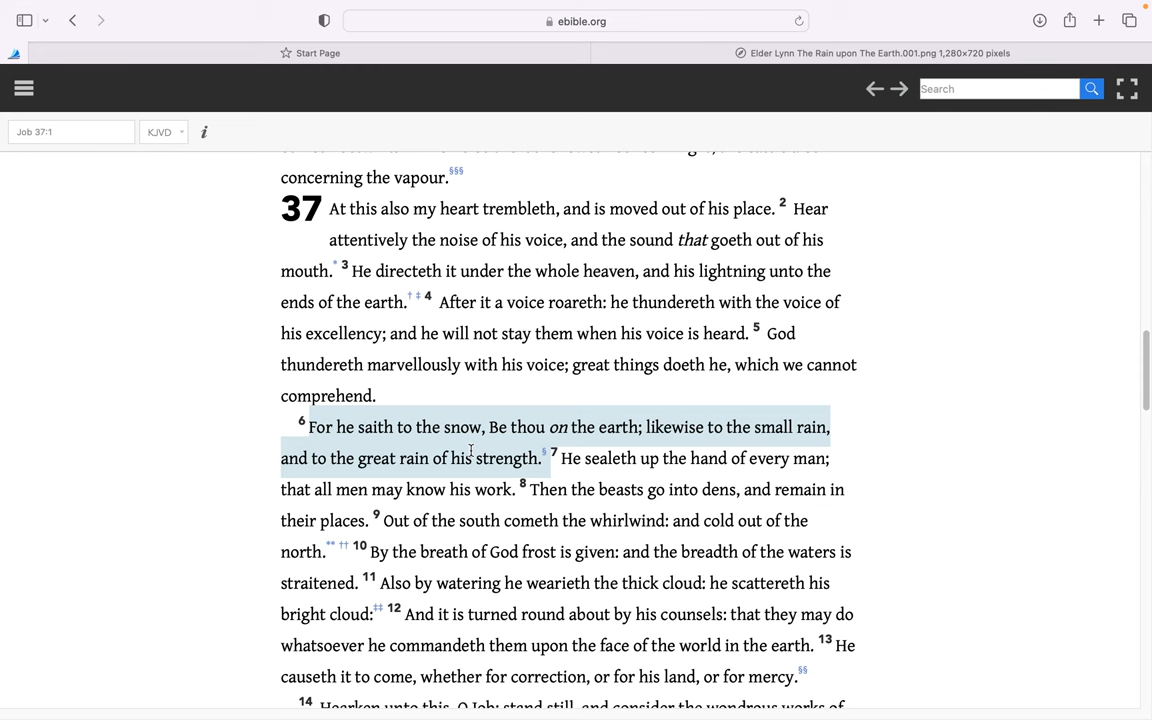 ebible.org
Start Page
Elder Lynn The Rain upon The Earth.001.png 1,280×720 pixels
Search
Job 37:1
KJVD
i
concerning the vapour.§§§
37 At this also my heart trembleth, and is moved out of his place. 2 Hear
attentively the noise of his voice, and the sound that goeth out of his
mouth.* 3 He directeth it under the whole heaven, and his lightning unto the
ends of the earth.† ‡ 4 After it a voice roareth: he thundereth with the voice of
his excellency; and he will not stay them when his voice is heard. 5 God
thundereth marvellously with his voice; great things doeth he, which we cannot
comprehend.
6 For he saith to the snow, Be thou on the earth; likewise to the small rain,
and to the great rain of his strength.§ 7 He sealeth up the hand of every man;
that all men may know his work. 8 Then the beasts go into dens, and remain in
their places. 9 Out of the south cometh the whirlwind: and cold out of the
north.** †† 10 By the breath of God frost is given: and the breadth of the waters is
straitened. 11 Also by watering he wearieth the thick cloud: he scattereth his
bright cloud:‡‡ 12 And it is turned round about by his counsels: that they may do
whatsoever he commandeth them upon the face of the world in the earth. 13 He
causeth it to come, whether for correction, or for his land, or for mercy.§§
14 Hearken unto this, O Job: stand still, and consider the wondrous works of